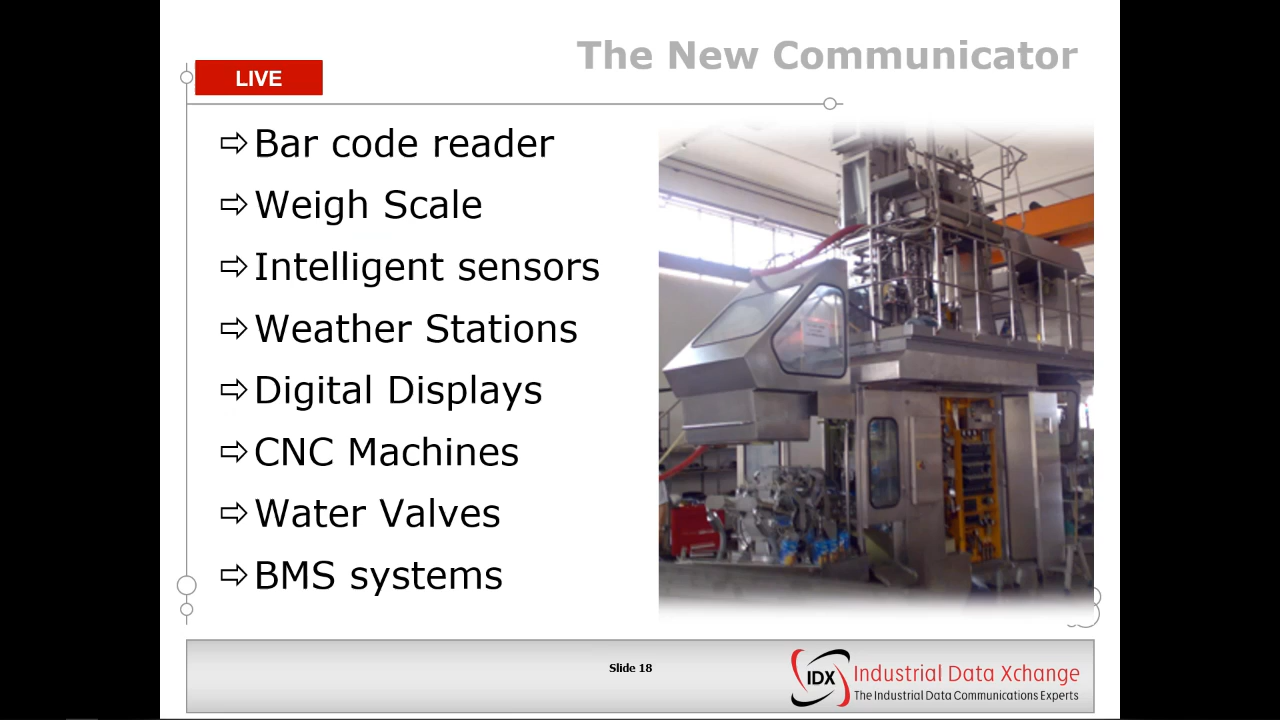 The New Communicator
LIVE
⇨Bar code reader
⇨Weigh Scale
⇨Intelligent sensors
⇨Weather Stations
⇨Digital Displays
⇨CNC Machines
⇨Water Valves
⇨BMS systems
Slide 18
IDX
Industrial Data Xchange
The Industrial Data Communications Experts